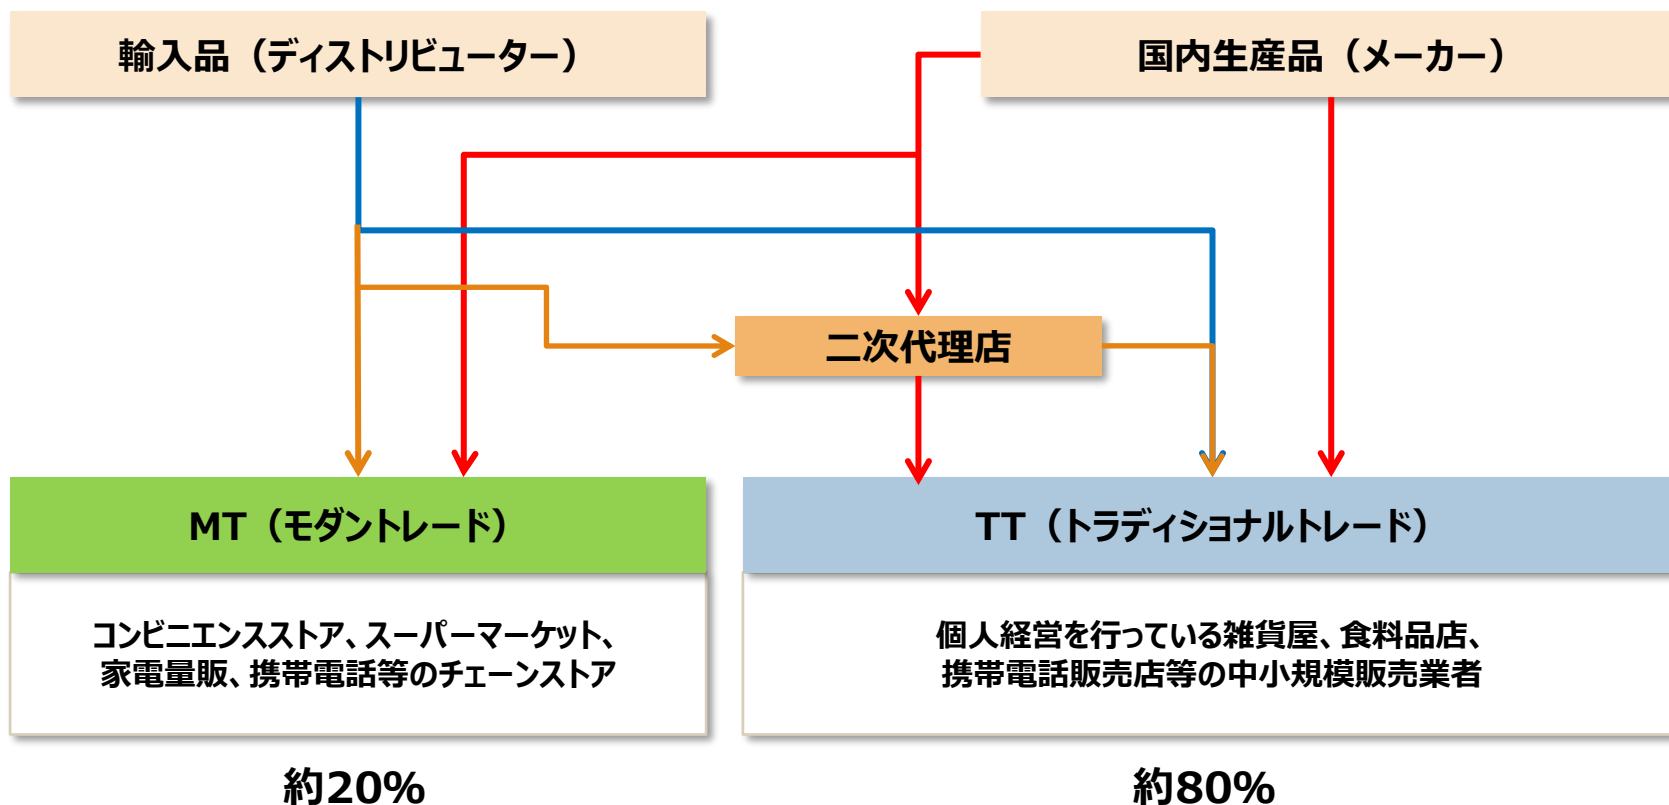 輸入品（ディストリビューター）
国内生産品（メーカー）
二次代理店
MT（モダントレード）
TT（トラディショナルトレード）
コンビニエンスストア、スーパーマーケット、
家電量販、携帯電話等のチェーンストア
個人経営を行っている雑貨屋、食料品店、
携帯電話販売店等の中小規模販売業者
約20%
約80%